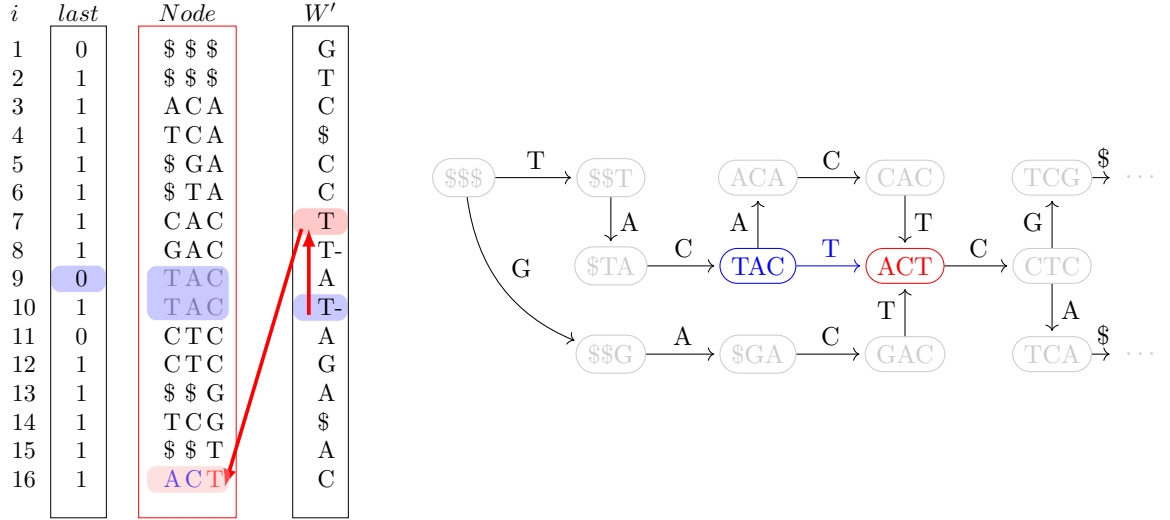 i last Node W′
1 0 $ $ $ G
2 1 $ $ $ T
3 1 A C A C
4 1 T C A $
5 1 $ G A C
6 1 $ T A C
7 1 C A C T
8 1 G A C T-
9 0 T A C A
10 1 T A C T-
11 0 C T C A
12 1 C T C G
13 1 $ $ G A
14 1 T C G $
15 1 $ $ T A
16 1 A C T C
$$$ T $$T ACA C CAC TCG $ ···
A A T G
G $TA C TAC T ACT C CTC
T A
$$G A $GA C GAC TCA $ ···